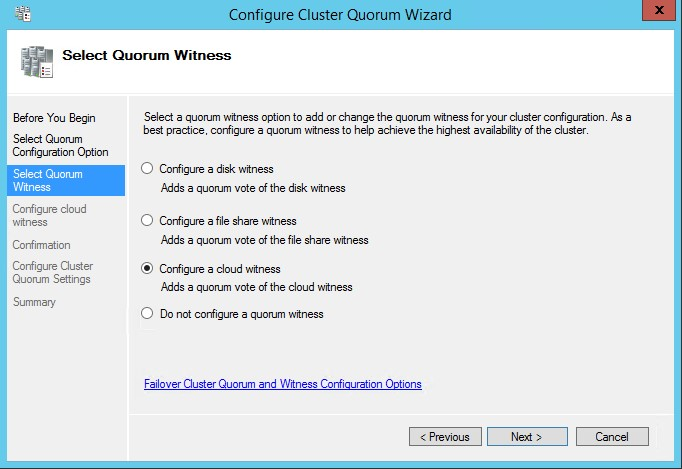 Configure Cluster Quorum Wizard
x
Select Quorum Witness
Before You Begin
Select Quorum
Configuration Option
Select Quorum
Witness
Configure cloud
witness
Confirmation
Configure Cluster
Quorum Settings
Summary
Select a quorum witness option to add or change the quorum witness for your cluster configuration. As a
best practice, configure a quorum witness to help achieve the highest availability of the cluster.
Configure a disk witness
Adds a quorum vote of the disk witness
Configure a file share witness
Adds a quorum vote of the file share witness
Configure a cloud witness
Adds a quorum vote of the cloud witness
Do not configure a quorum witness
Failover Cluster Quorum and Witness Configuration Options
< Previous
Next >
Cancel